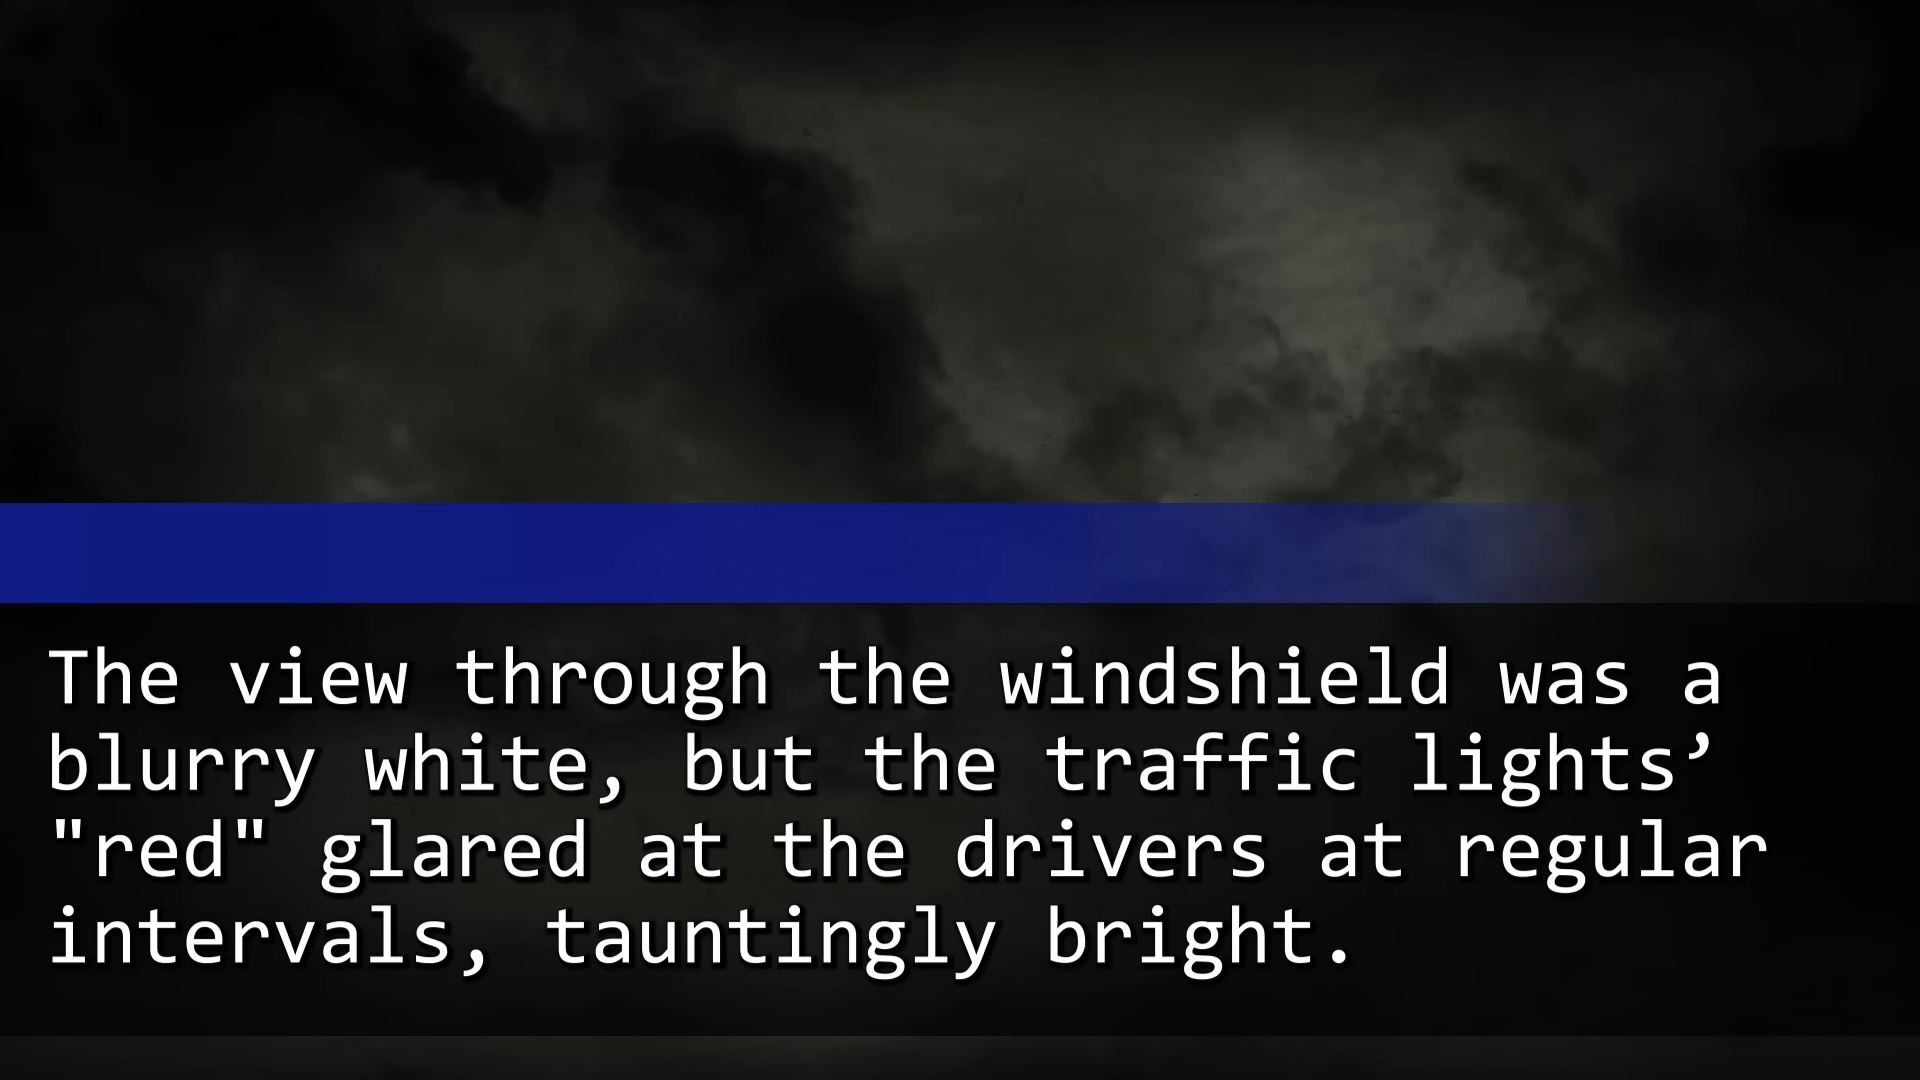 The view through the windshield was a
blurry white, but the traffic lights’
"red" glared at the drivers at regular
intervals, tauntingly bright.